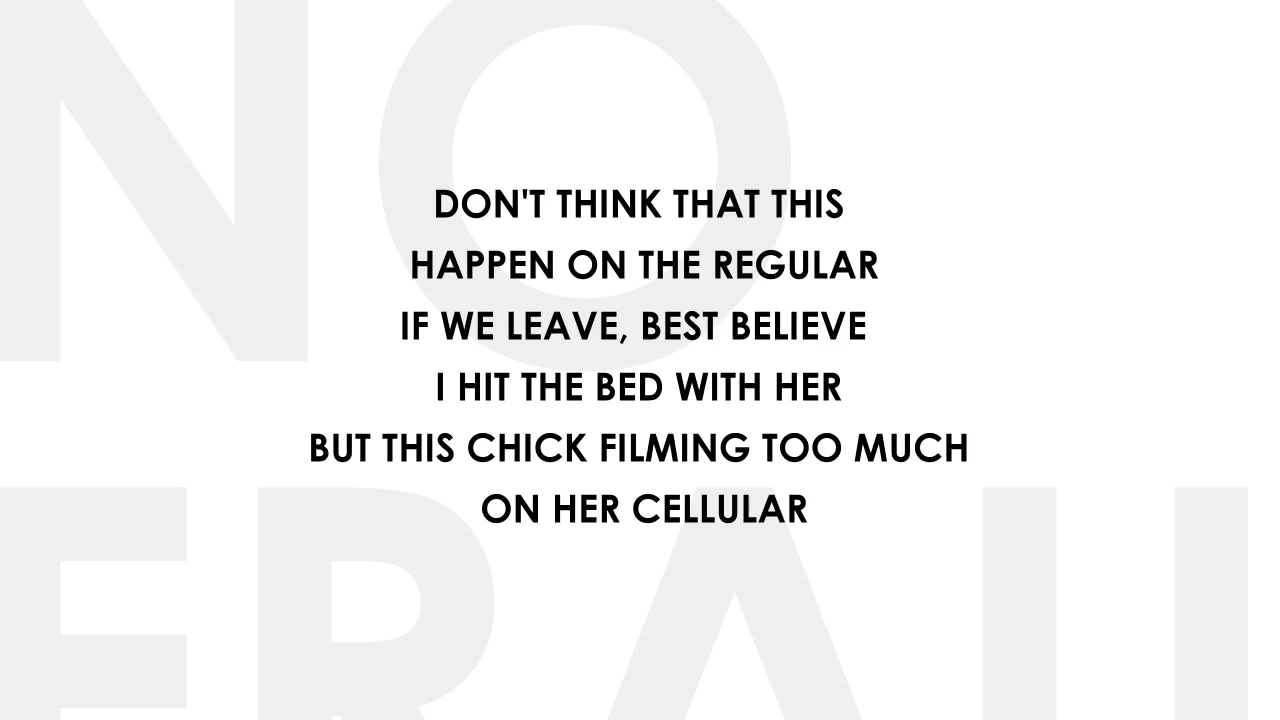 NO
DON'T THINK THAT THIS
HAPPEN ON THE REGULAR
IF WE LEAVE, BEST BELIEVE
I HIT THE BED WITH HER
BUT THIS CHICK FILMING TOO MUCH
ON HER CELLULAR